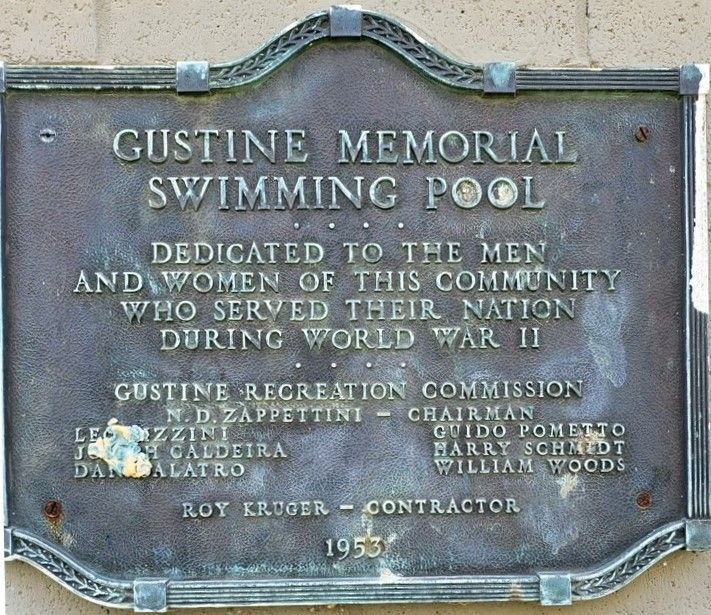 GUSTINE MEMORIAL
SWIMMING POOL
DEDICATED TO THE MEN
AND WOMEN OF THIS COMMUNITY
WHO SERVED THEIR NATION
DURING WORLD WAR II
GUSTINE RECREATION COMMISSION
N.D. ZAPPETTINI – CHAIRMAN
GUIDO POMETTO
CALDEIRA HARRY SCHMIDT
WILLIAM WOODS
ROY KRUGER – CONTRACTOR
1953